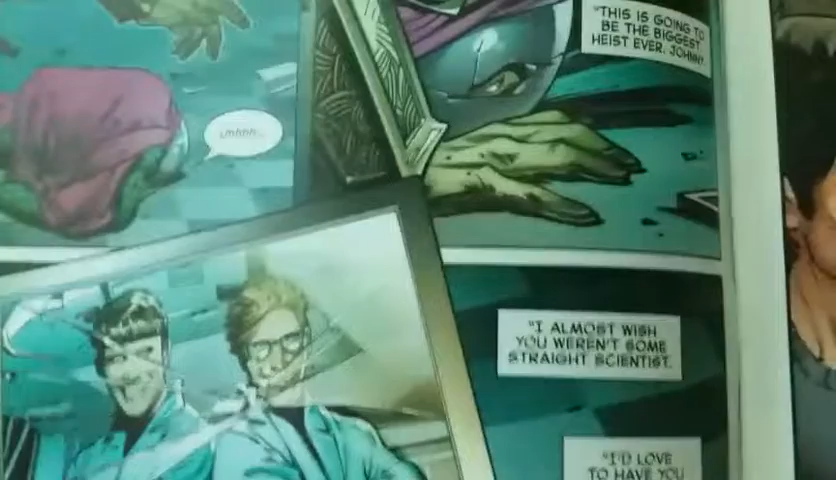 Uhhhh...
"THIS IS GOING TO
BE THE BIGGEST
HEIST EVER, JOHNNY.
"I ALMOST WISH
YOU WEREN'T SOME
STRAIGHT SCIENTIST.
"I'D LOVE
TO HAVE YOU